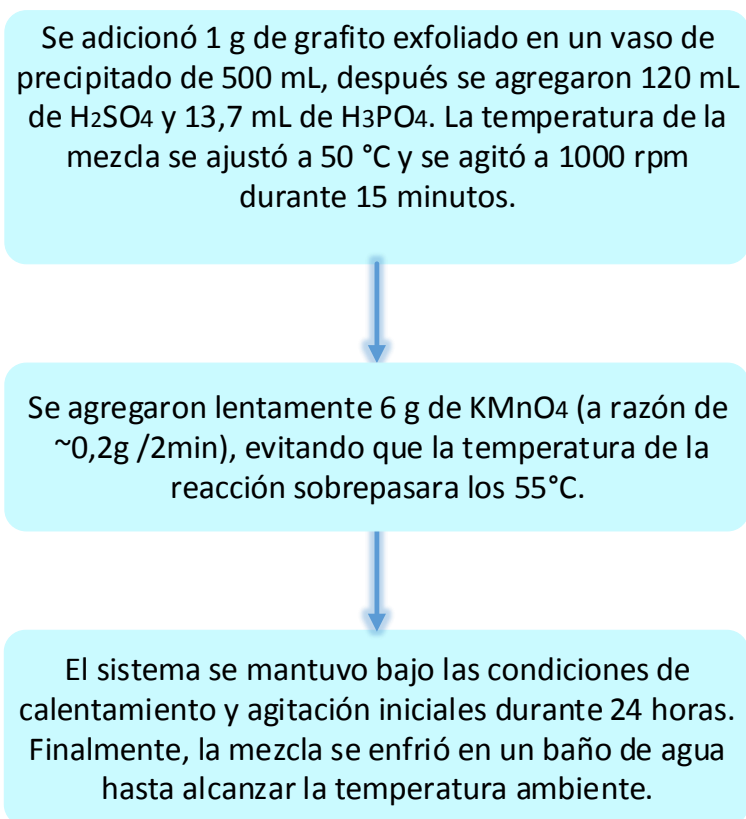 Se adicionó 1 g de grafito exfoliado en un vaso de
precipitado de 500 mL, después se agregaron 120 mL
de H2SO4 y 13,7 mL de H3PO4. La temperatura de la
mezcla se ajustó a 50 °C y se agitó a 1000 rpm
durante 15 minutos.
Se agregaron lentamente 6 g de KMnO4 (a razón de
~0,2g /2min), evitando que la temperatura de la
reacción sobrepasara los 55°C.
El sistema se mantuvo bajo las condiciones de
calentamiento y agitación iniciales durante 24 horas.
Finalmente, la mezcla se enfrió en un baño de agua
hasta alcanzar la temperatura ambiente.